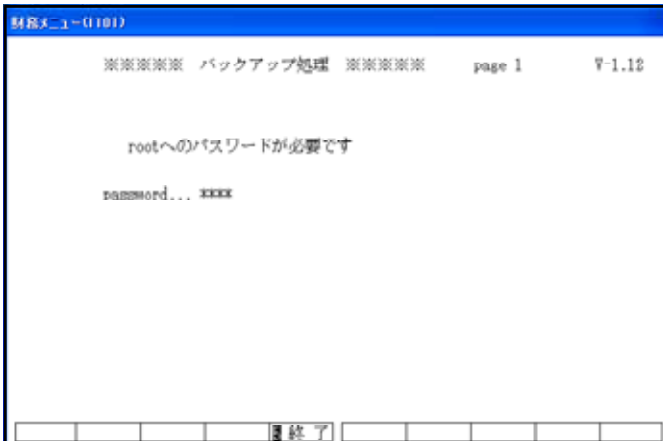 財務メニュー(1101)
※※※※※ バックアップ処理 ※※※※※ page 1 V-1.12
rootへのパスワードが必要です
password... ****
終 了